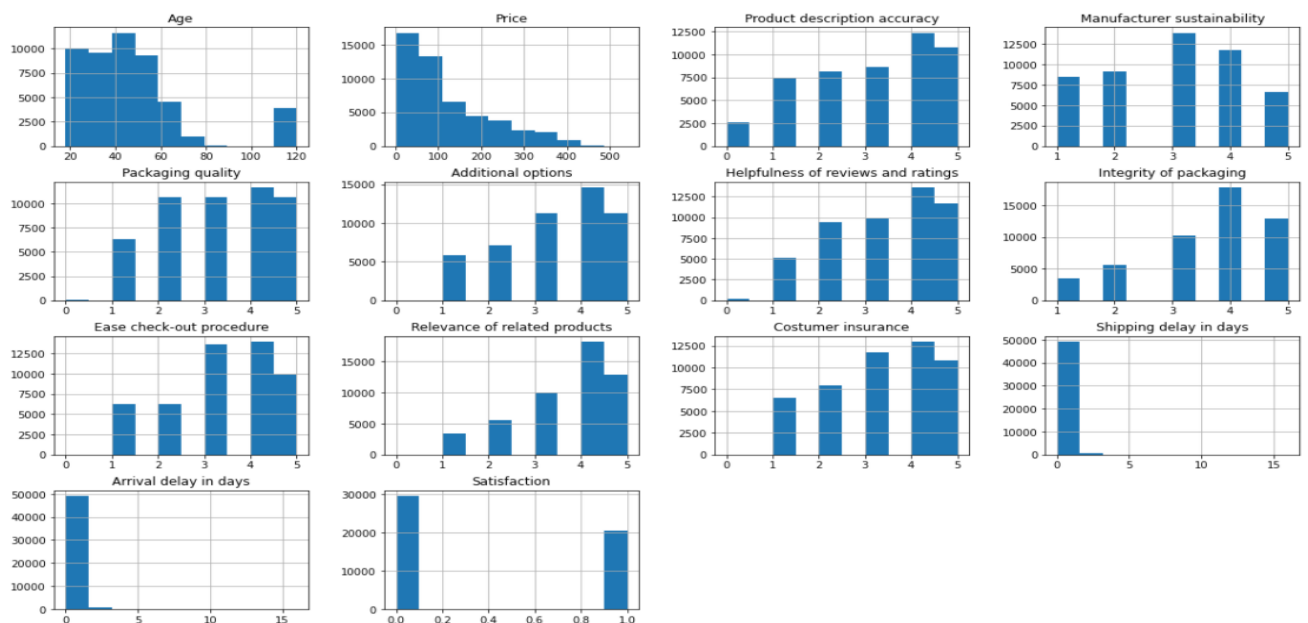 Age
10000
7500
5000
2500
0
20 40 60 80 100 120
Price
15000
10000
5000
0
0 100 200 300 400 500
Product description accuracy
12500
10000
7500
5000
2500
0
0 1 2 3 4 5
Manufacturer sustainability
12500
10000
7500
5000
2500
0
1 2 3 4 5
Packaging quality
10000
7500
5000
2500
0
0 1 2 3 4 5
Additional options
15000
10000
5000
0
0 1 2 3 4 5
Helpfulness of reviews and ratings
12500
10000
7500
5000
2500
0
0 1 2 3 4 5
Integrity of packaging
15000
10000
5000
0
1 2 3 4 5
Ease check-out procedure
12500
10000
7500
5000
2500
0
0 1 2 3 4 5
Relevance of related products
15000
10000
5000
0
0 1 2 3 4 5
Costumer insurance
12500
10000
7500
5000
2500
0
0 1 2 3 4 5
Shipping delay in days
50000
40000
30000
20000
10000
0
0 5 10 15
Arrival delay in days
50000
40000
30000
20000
10000
0
0 5 10 15
Satisfaction
30000
20000
10000
0
0.0 0.2 0.4 0.6 0.8 1.0